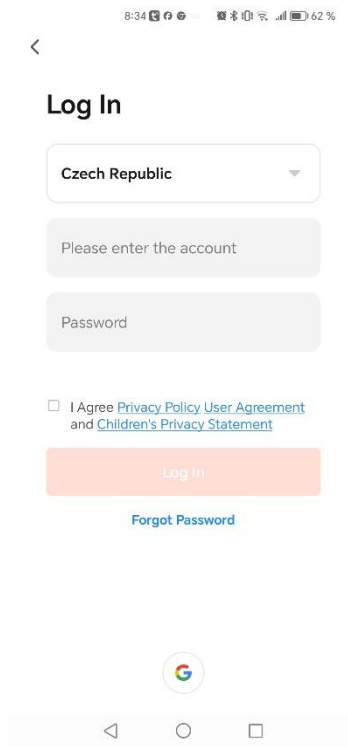 8:34 62 %
Log In
Czech Republic
Please enter the account
Password
I Agree Privacy Policy User Agreement
and Children's Privacy Statement
Log In
Forgot Password